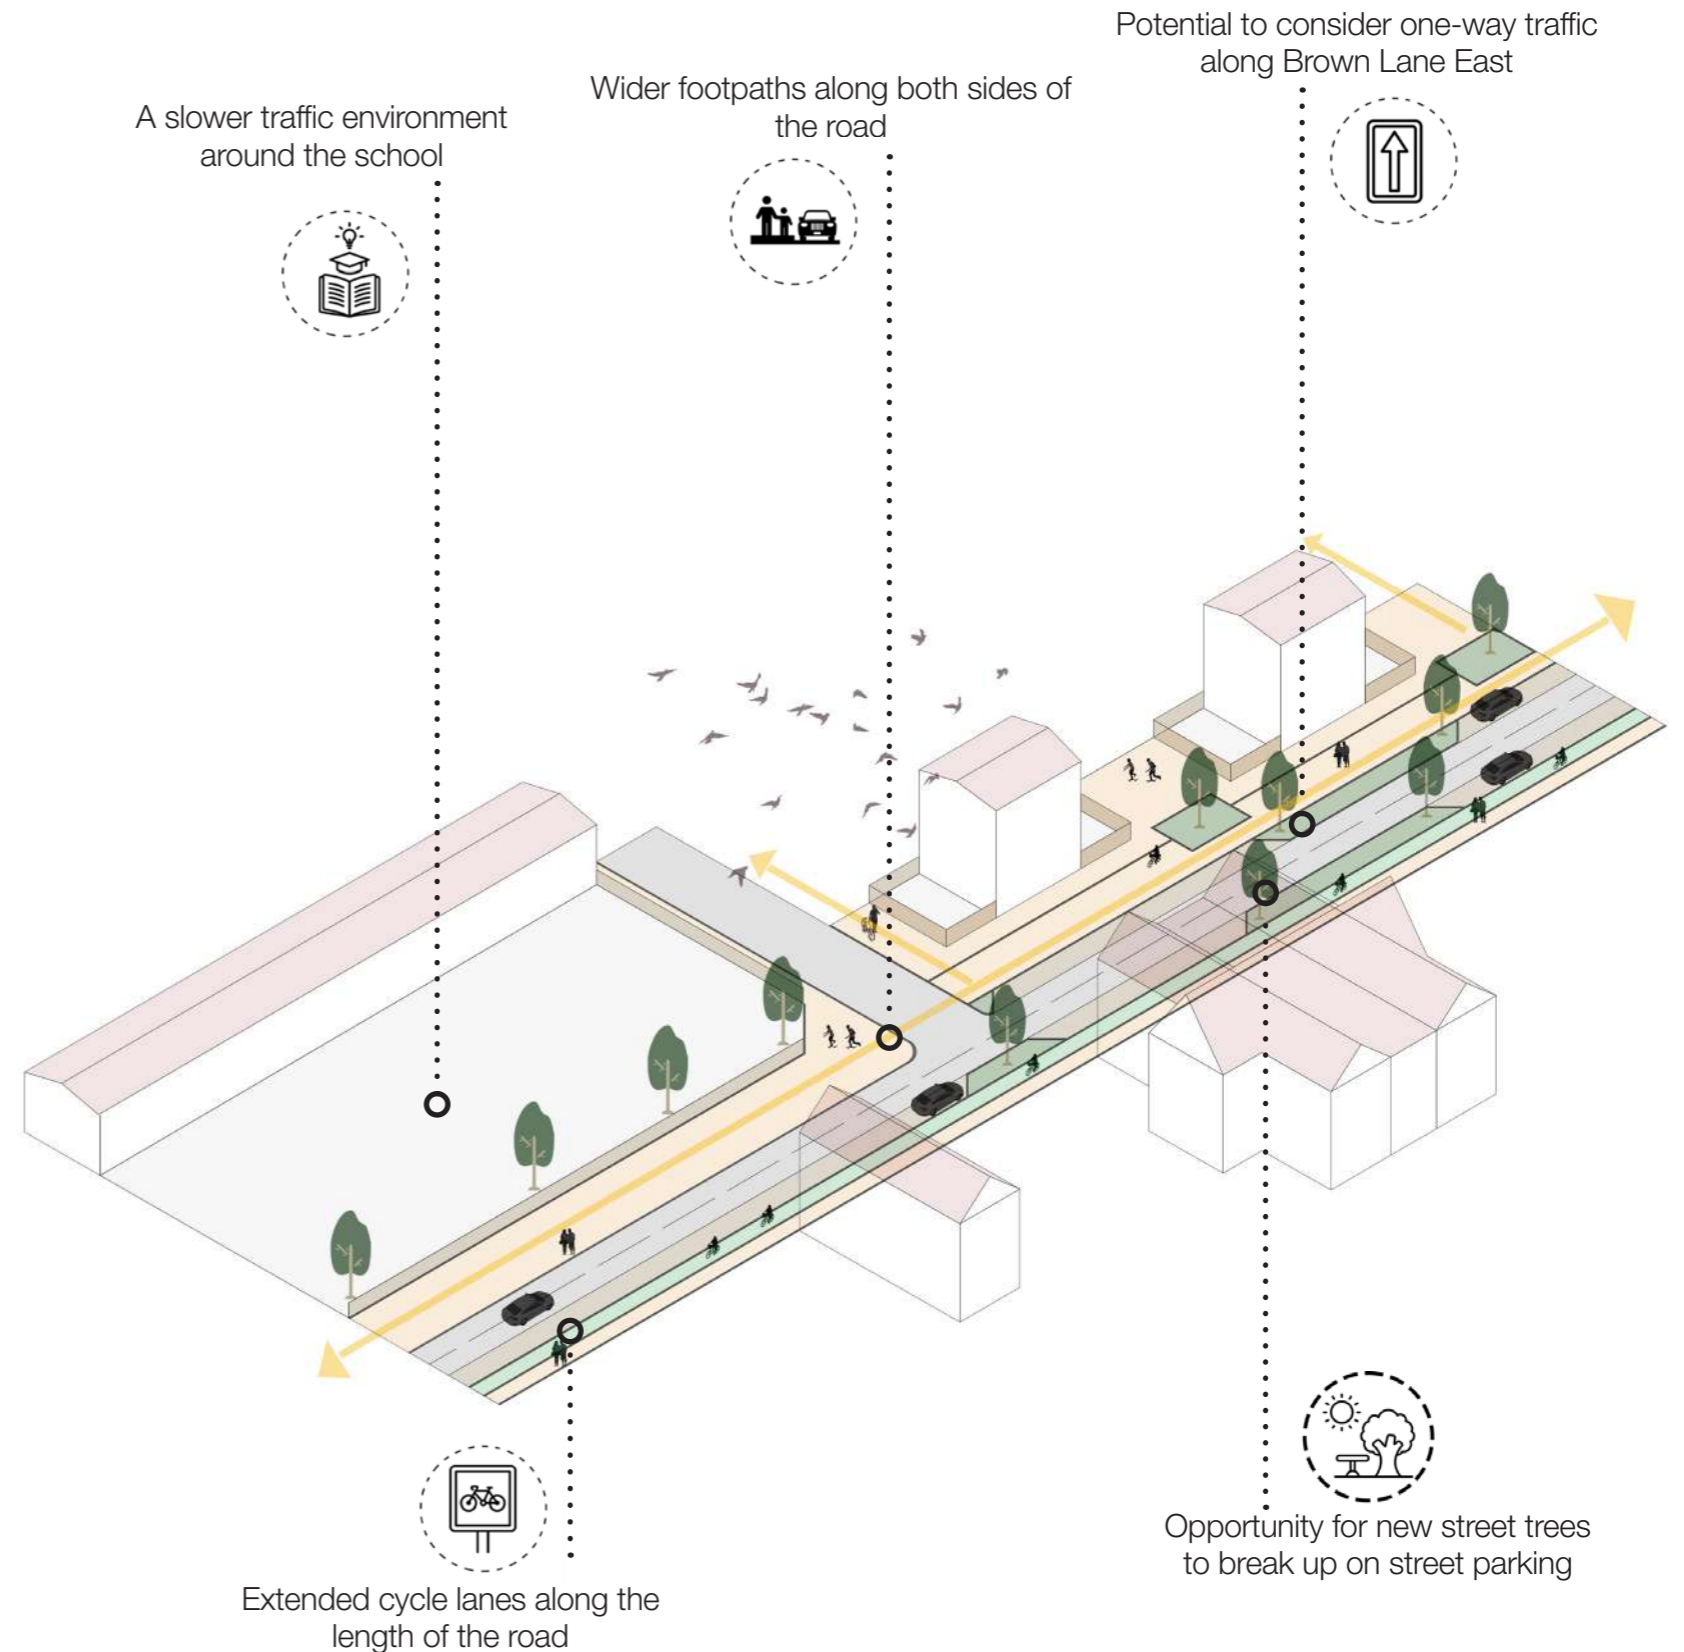 Potential to consider one-way traffic
along Brown Lane East
Wider footpaths along both sides of
the road
A slower traffic environment
around the school
Opportunity for new street trees
to break up on street parking
Extended cycle lanes along the
length of the road